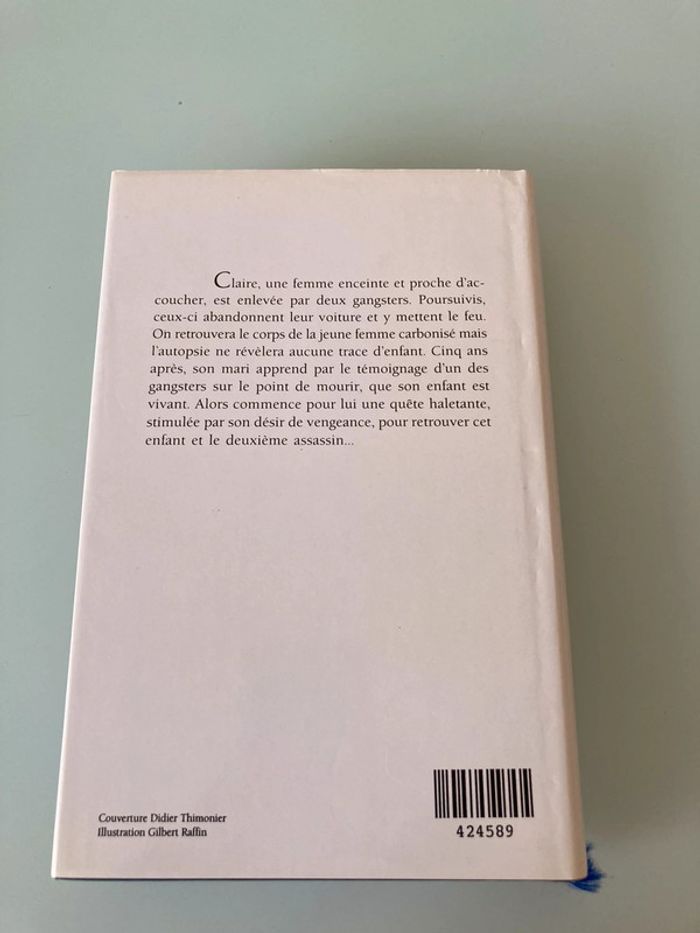 Claire, une femme enceinte et proche d'ac-
coucher, est enlevée par deux gangsters. Poursuivis,
ceux-ci abandonnent leur voiture et y mettent le feu.
On retrouvera le corps de la jeune femme carbonisé mais
l'autopsie ne révèlera aucune trace d'enfant. Cinq ans
après, son mari apprend par le témoignage d'un des
gangsters sur le point de mourir, que son enfant est
vivant. Alors commence pour lui une quête haletante,
stimulée par son désir de vengeance, pour retrouver cet
enfant et le deuxième assassin...
Couverture Didier Thimonier
Illustration Gilbert Raffin
424589